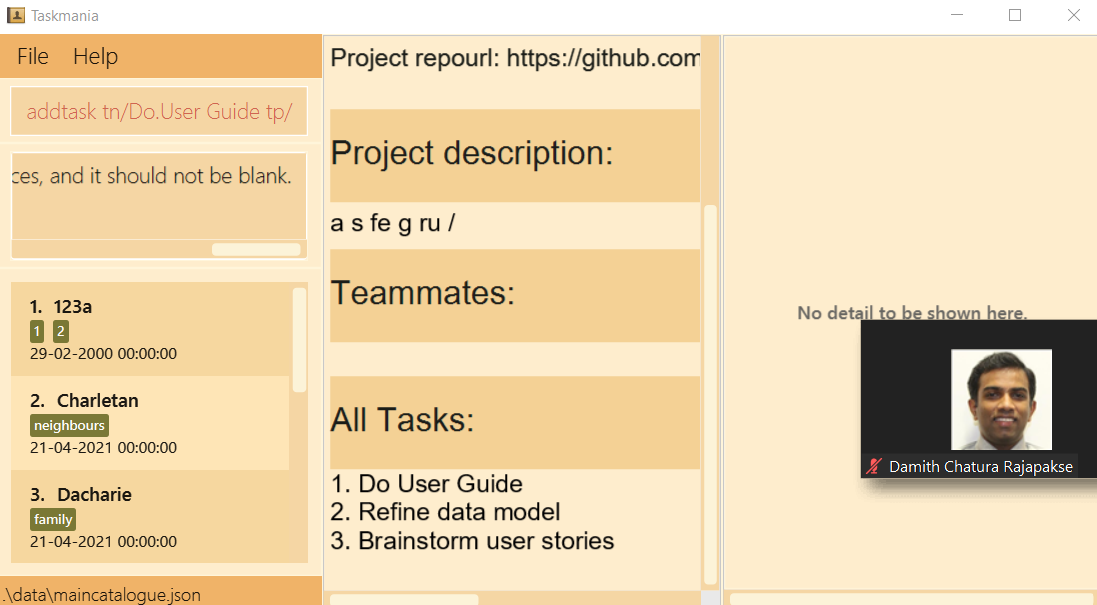 Taskmania
File Help
addtask tn/Do.User Guide tp/
ces, and it should not be blank.
1. 123a
1 2
29-02-2000 00:00:00
2. Charletan
neighbours
21-04-2021 00:00:00
3. Dacharie
family
21-04-2021 00:00:00
.\data\maincatalogue.json
Project repourl: https://github.com
Project description:
a s fe g ru /
Teammates:
All Tasks:
1. Do User Guide
2. Refine data model
3. Brainstorm user stories
No detail to be shown here.
Damith Chatura Rajapakse